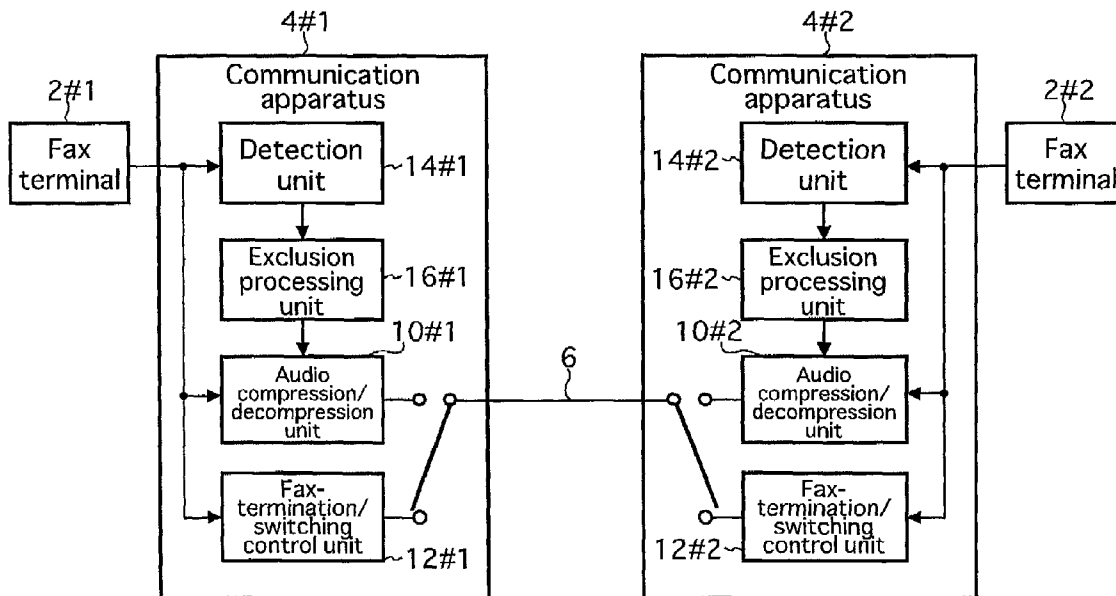 4#1
4#2
2#1
Communication
apparatus
Communication
apparatus
2#2
Fax
terminal
Detection
unit
14#1
14#2
Detection
unit
Fax
terminal
Exclusion
processing
unit
16#1
16#2
Exclusion
processing
unit
10#1
10#2
6
Audio
compression/
decompression
unit
Audio
compression/
decompression
unit
Fax-
termination/
switching
control unit
Fax-
termination/
switching
control unit
12#1
12#2